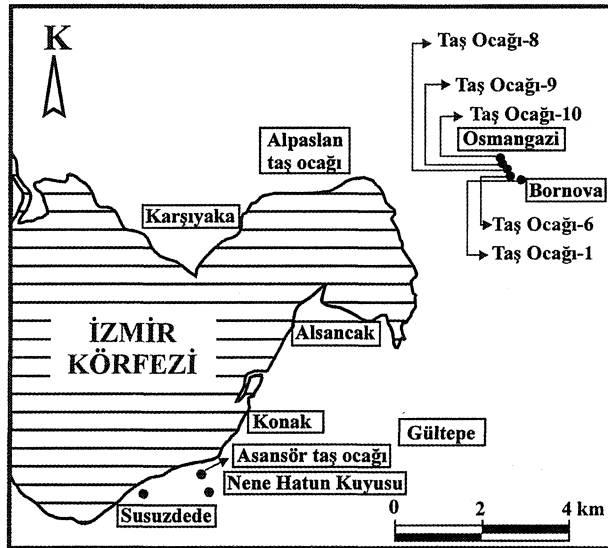 K
Taş Ocağı-8
Taş Ocağı-9
Taş Ocağı-10
Osmangazi
Alpaslan
taş ocağı
Bornova
Karşıyaka
Taş Ocağı-6
Taş Ocağı-1
İZMİR
KÖRFEZİ
Alsancak
Konak
Gültepe
Asansör taş ocağı
Nene Hatun Kuyusu
Susuzdede
0 2 4 km